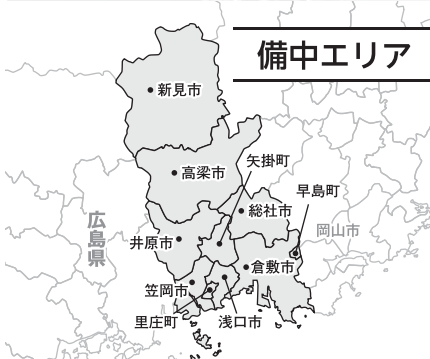 備中エリア
新見市
高梁市
矢掛町
早島町
総社市
岡山市
広島県
井原市
倉敷市
笠岡市
里庄町
浅口市